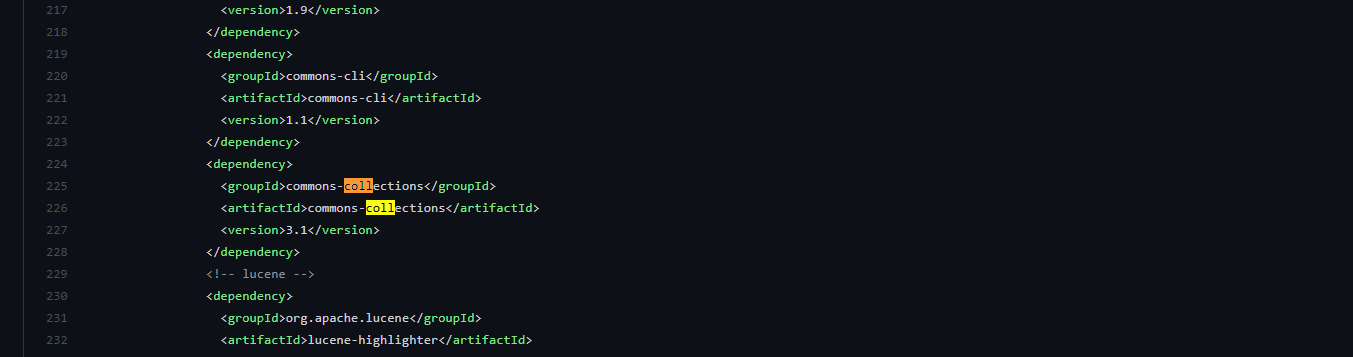 217 <version>1.9</version>
218 </dependency>
219 <dependency>
220 <groupId>commons-cli</groupId>
221 <artifactId>commons-cli</artifactId>
222 <version>1.1</version>
223 </dependency>
224 <dependency>
225 <groupId>commons-collections</groupId>
226 <artifactId>commons-collections</artifactId>
227 <version>3.1</version>
228 </dependency>
229 <!-- lucene -->
230 <dependency>
231 <groupId>org.apache.lucene</groupId>
232 <artifactId>lucene-highlighter</artifactId>